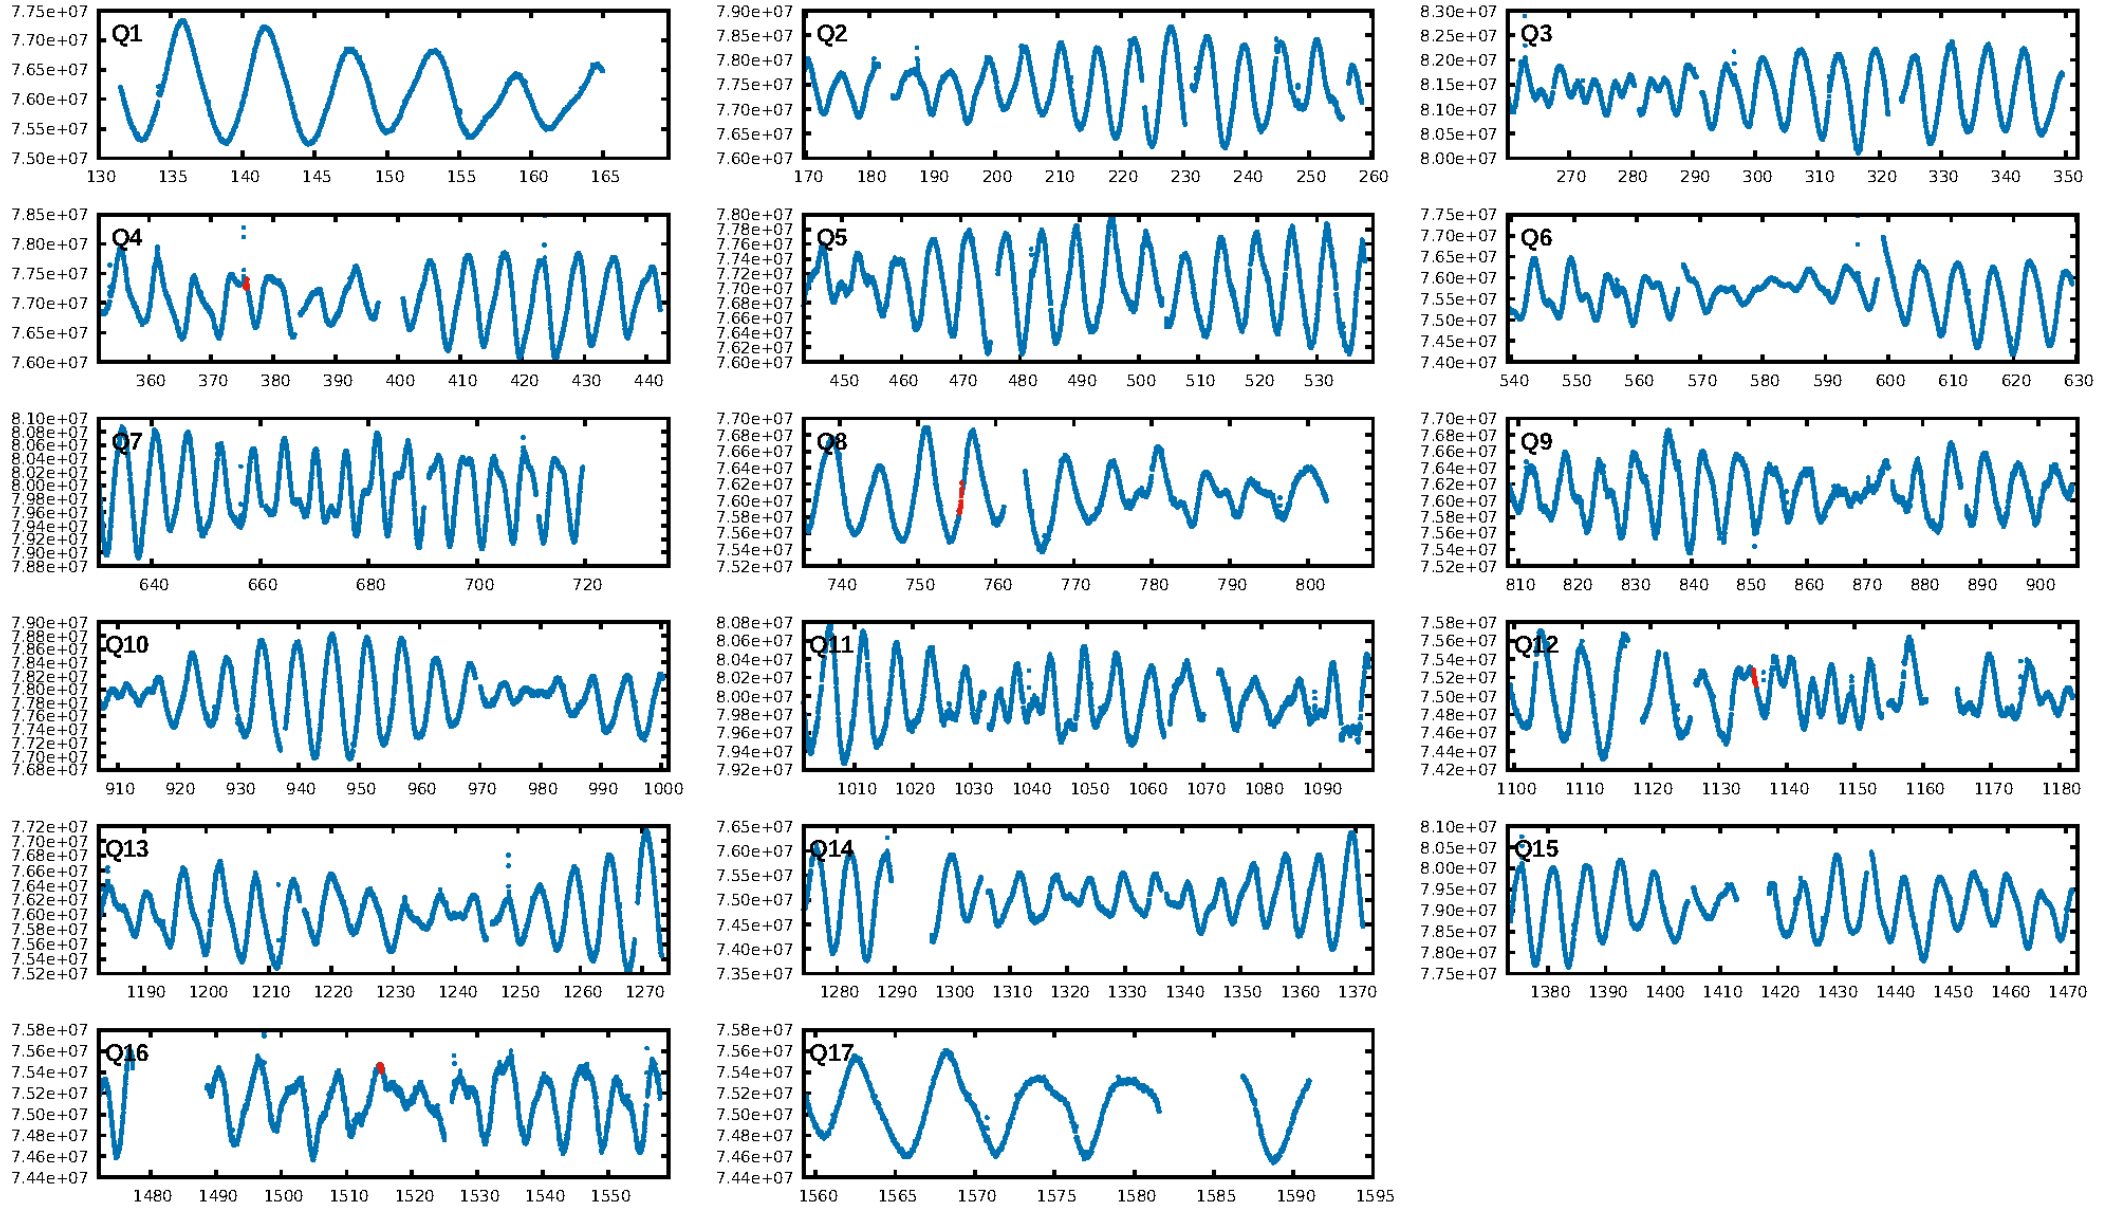 Q1
7.75e+07
7.70e+07
7.65e+07
7.60e+07
7.55e+07
7.50e+07
130 135 140 145 150 155 160 165
Q2
7.90e+07
7.85e+07
7.80e+07
7.75e+07
7.70e+07
7.65e+07
7.60e+07
170 180 190 200 210 220 230 240 250 260
Q3
8.30e+07
8.25e+07
8.20e+07
8.15e+07
8.10e+07
8.05e+07
8.00e+07
270 280 290 300 310 320 330 340 350
Q4
7.85e+07
7.80e+07
7.75e+07
7.70e+07
7.65e+07
7.60e+07
360 370 380 390 400 410 420 430 440
Q5
7.80e+07
7.78e+07
7.76e+07
7.74e+07
7.72e+07
7.70e+07
7.68e+07
7.66e+07
7.64e+07
7.62e+07
7.60e+07
450 460 470 480 490 500 510 520 530
Q6
7.75e+07
7.70e+07
7.65e+07
7.60e+07
7.55e+07
7.50e+07
7.45e+07
7.40e+07
540 550 560 570 580 590 600 610 620 630
Q7
8.10e+07
8.08e+07
8.06e+07
8.04e+07
8.02e+07
8.00e+07
7.98e+07
7.96e+07
7.94e+07
7.92e+07
7.90e+07
7.88e+07
640 660 680 700 720
Q8
7.70e+07
7.68e+07
7.66e+07
7.64e+07
7.62e+07
7.60e+07
7.58e+07
7.56e+07
7.54e+07
7.52e+07
740 750 760 770 780 790 800
Q9
7.70e+07
7.68e+07
7.66e+07
7.64e+07
7.62e+07
7.60e+07
7.58e+07
7.56e+07
7.54e+07
7.52e+07
810 820 830 840 850 860 870 880 890 900
Q10
7.90e+07
7.88e+07
7.86e+07
7.84e+07
7.82e+07
7.80e+07
7.78e+07
7.76e+07
7.74e+07
7.72e+07
7.70e+07
7.68e+07
910 920 930 940 950 960 970 980 990 1000
Q11
8.08e+07
8.06e+07
8.04e+07
8.02e+07
8.00e+07
7.98e+07
7.96e+07
7.94e+07
7.92e+07
1010 1020 1030 1040 1050 1060 1070 1080 1090
Q12
7.58e+07
7.56e+07
7.54e+07
7.52e+07
7.50e+07
7.48e+07
7.46e+07
7.44e+07
7.42e+07
1100 1110 1120 1130 1140 1150 1160 1170 1180
Q13
7.72e+07
7.70e+07
7.68e+07
7.66e+07
7.64e+07
7.62e+07
7.60e+07
7.58e+07
7.56e+07
7.54e+07
7.52e+07
1190 1200 1210 1220 1230 1240 1250 1260 1270
Q14
7.65e+07
7.60e+07
7.55e+07
7.50e+07
7.45e+07
7.40e+07
7.35e+07
1280 1290 1300 1310 1320 1330 1340 1350 1360 1370
Q15
8.10e+07
8.05e+07
8.00e+07
7.95e+07
7.90e+07
7.85e+07
7.80e+07
7.75e+07
1380 1390 1400 1410 1420 1430 1440 1450 1460 1470
Q16
7.58e+07
7.56e+07
7.54e+07
7.52e+07
7.50e+07
7.48e+07
7.46e+07
7.44e+07
1480 1490 1500 1510 1520 1530 1540 1550
Q17
7.58e+07
7.56e+07
7.54e+07
7.52e+07
7.50e+07
7.48e+07
7.46e+07
7.44e+07
1560 1565 1570 1575 1580 1585 1590 1595